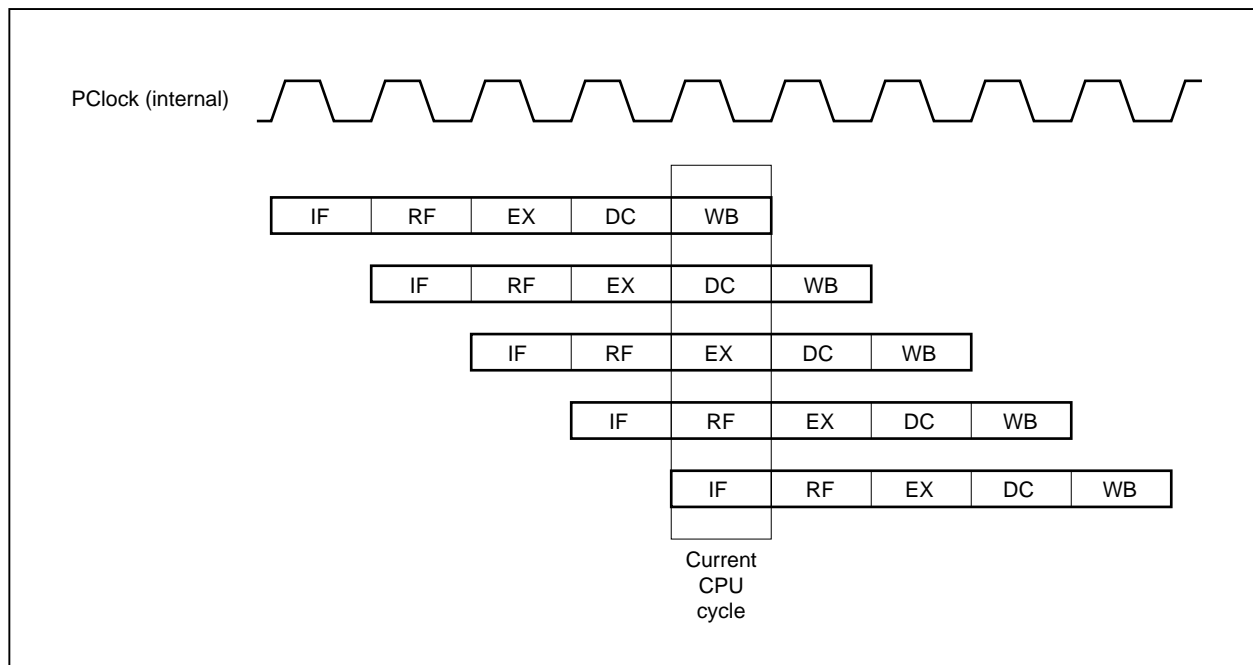 PClock (internal)
IF RF EX DC WB
IF RF EX DC WB
IF RF EX DC WB
IF RF EX DC WB
IF RF EX DC WB
Current
CPU
cycle